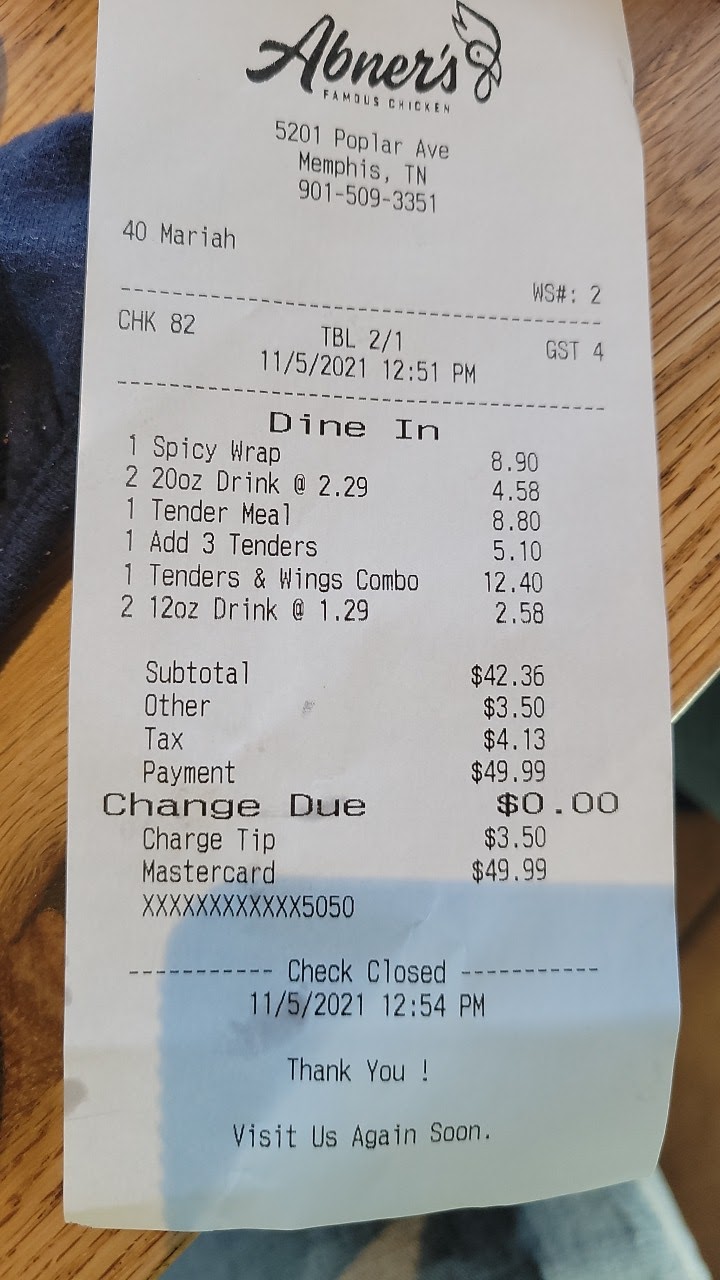 Abner's
FAMOUS CHICKEN
5201 Poplar Ave
Memphis, TN
901-509-3351
40 Mariah
WS#: 2
CHK 82 TBL 2/1 GST 4
11/5/2021 12:51 PM
Dine In
1 Spicy Wrap 8.90
2 20oz Drink @ 2.29 4.58
1 Tender Meal 8.80
1 Add 3 Tenders 5.10
1 Tenders & Wings Combo 12.40
2 12oz Drink @ 1.29 2.58
Subtotal $42.36
Other $3.50
Tax $4.13
Payment $49.99
Change Due $0.00
Charge Tip $3.50
Mastercard $49.99
XXXXXXXXXXXX5050
----------- Check Closed -----------
11/5/2021 12:54 PM
Thank You !
Visit Us Again Soon.